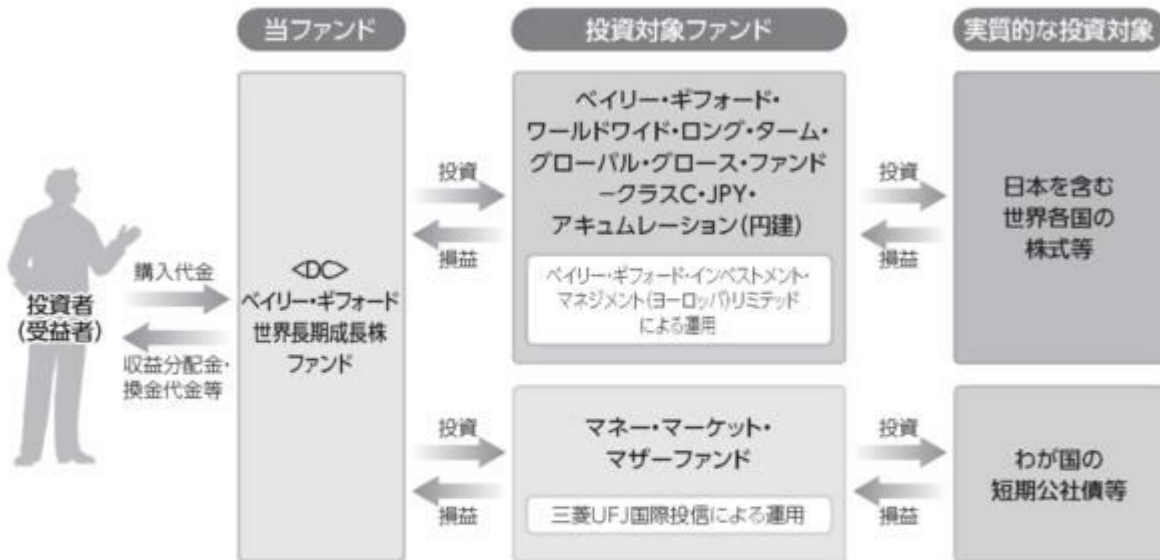 当ファンド
投資対象ファンド
実質的な投資対象
投資者
(受益者)
購入代金
収益分配金・
換金代金等
<DC>
ベイリー・ギフォード
世界長期成長株
ファンド
投資
損益
ベイリー・ギフォード・
ワールドワイド・ロング・ターム・
グローバル・グロース・ファンド
－クラスC・JPY・
アキュムレーション(円建)
ベイリー・ギフォード・インベストメント・
マネジメント(ヨーロッパ)リミテッド
による運用
投資
損益
日本を含む
世界各国の
株式等
投資
損益
マネー・マーケット・
マザーファンド
三菱UFJ国際投信による運用
投資
損益
わが国の
短期公社債等